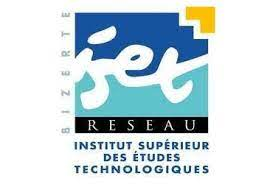 BIZERTE
iset
RESEAU
INSTITUT SUPÉRIEUR
DES ÉTUDES
TECHNOLOGIQUES